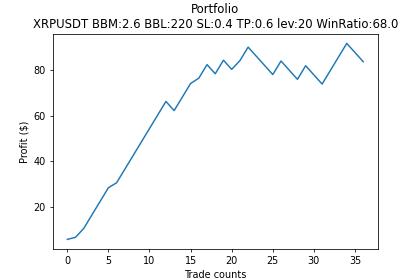 Portfolio
XRPUSDT BBM:2.6 BBL:220 SL:0.4 TP:0.6 lev:20 WinRatio:68.0
80
60
40
20
Profit ($)
0 5 10 15 20 25 30 35
Trade counts